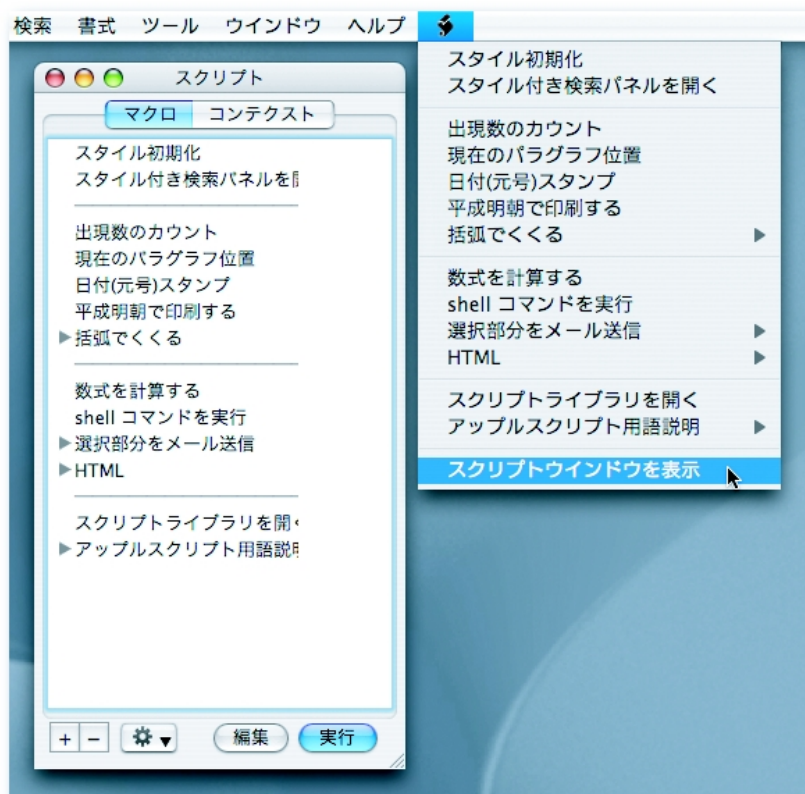 検索 書式 ツール ウインドウ ヘルプ
スクリプト
マクロ コンテクスト
スタイル初期化
スタイル付き検索パネルを
出現数のカウント
現在のパラグラフ位置
日付(元号)スタンプ
平成明朝で印刷する
括弧でくくる
数式を計算する
shell コマンドを実行
選択部分をメール送信
HTML
スクリプトライブラリを開
アップルスクリプト用語説
+ − 編集 実行
スタイル初期化
スタイル付き検索パネルを開く
出現数のカウント
現在のパラグラフ位置
日付(元号)スタンプ
平成明朝で印刷する
括弧でくくる
数式を計算する
shell コマンドを実行
選択部分をメール送信
HTML
スクリプトライブラリを開く
アップルスクリプト用語説明
スクリプトウインドウを表示